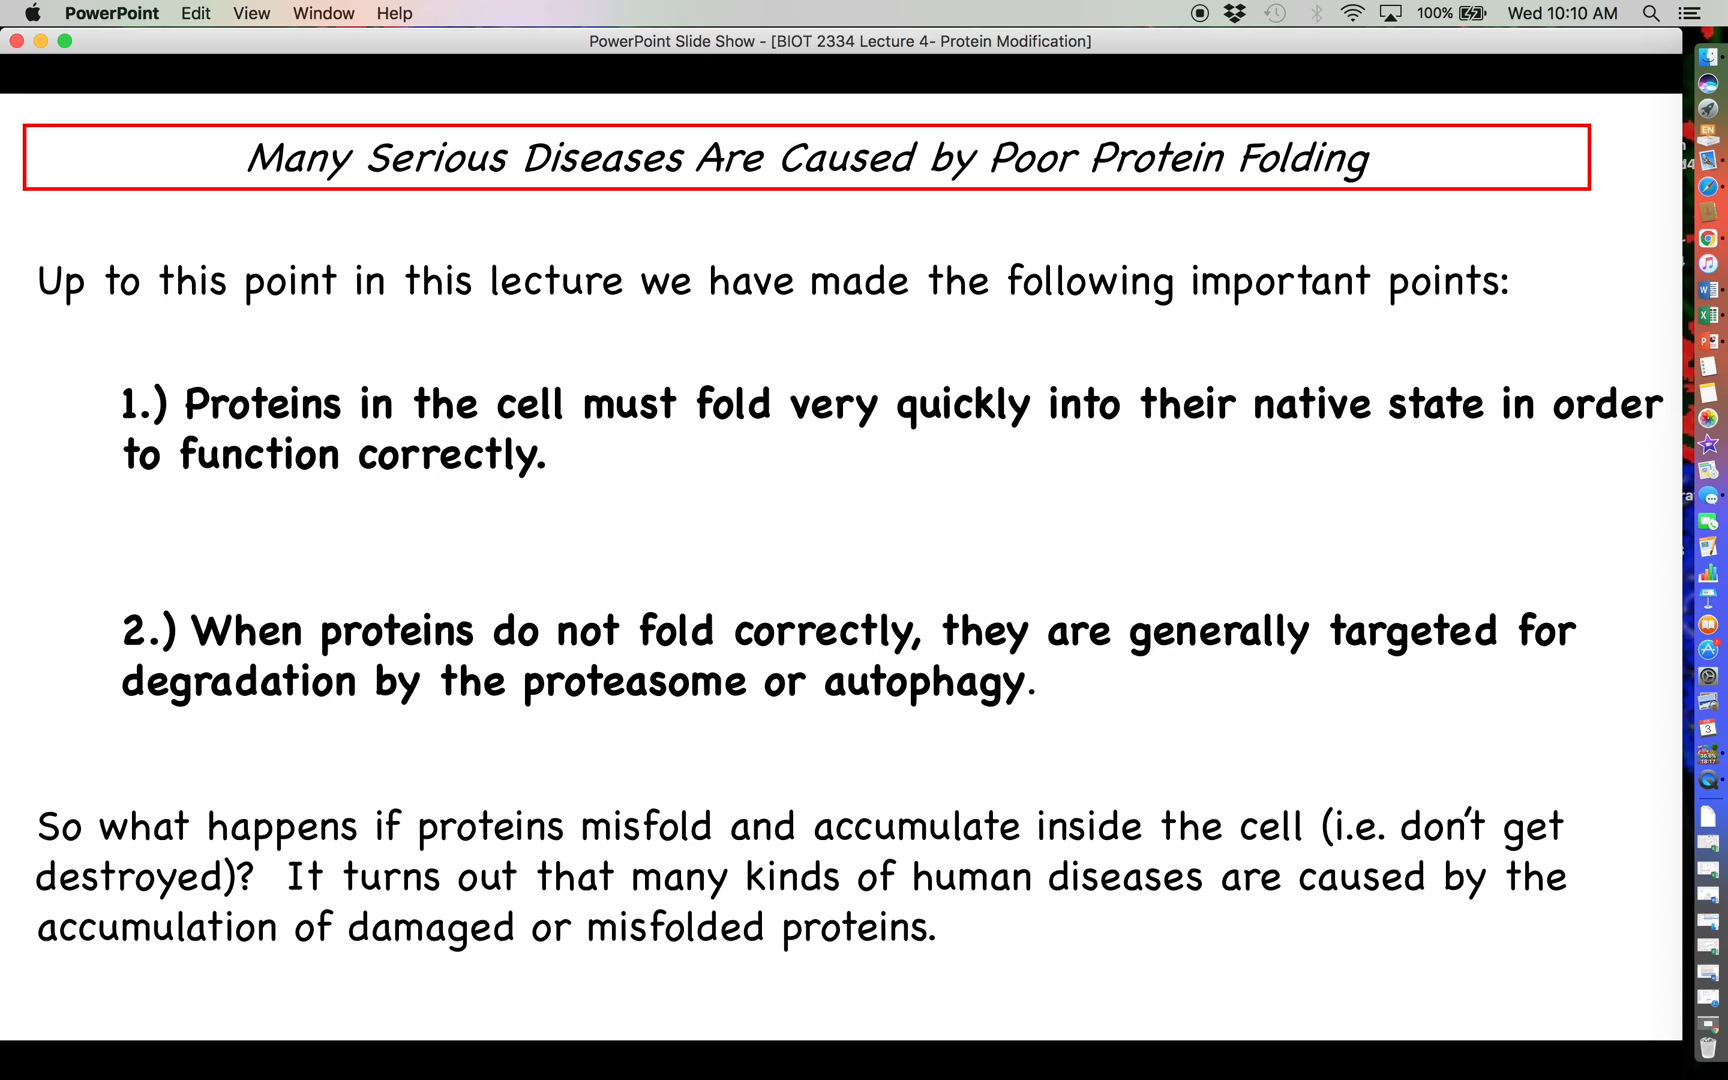 PowerPoint Edit View Window Help 100% Wed 10:10 AM
PowerPoint Slide Show - [BIOT 2334 Lecture 4- Protein Modification]
Many Serious Diseases Are Caused by Poor Protein Folding
Up to this point in this lecture we have made the following important points:
1.) Proteins in the cell must fold very quickly into their native state in order
to function correctly.
2.) When proteins do not fold correctly, they are generally targeted for
degradation by the proteasome or autophagy.
So what happens if proteins misfold and accumulate inside the cell (i.e. don't get
destroyed)?  It turns out that many kinds of human diseases are caused by the
accumulation of damaged or misfolded proteins.